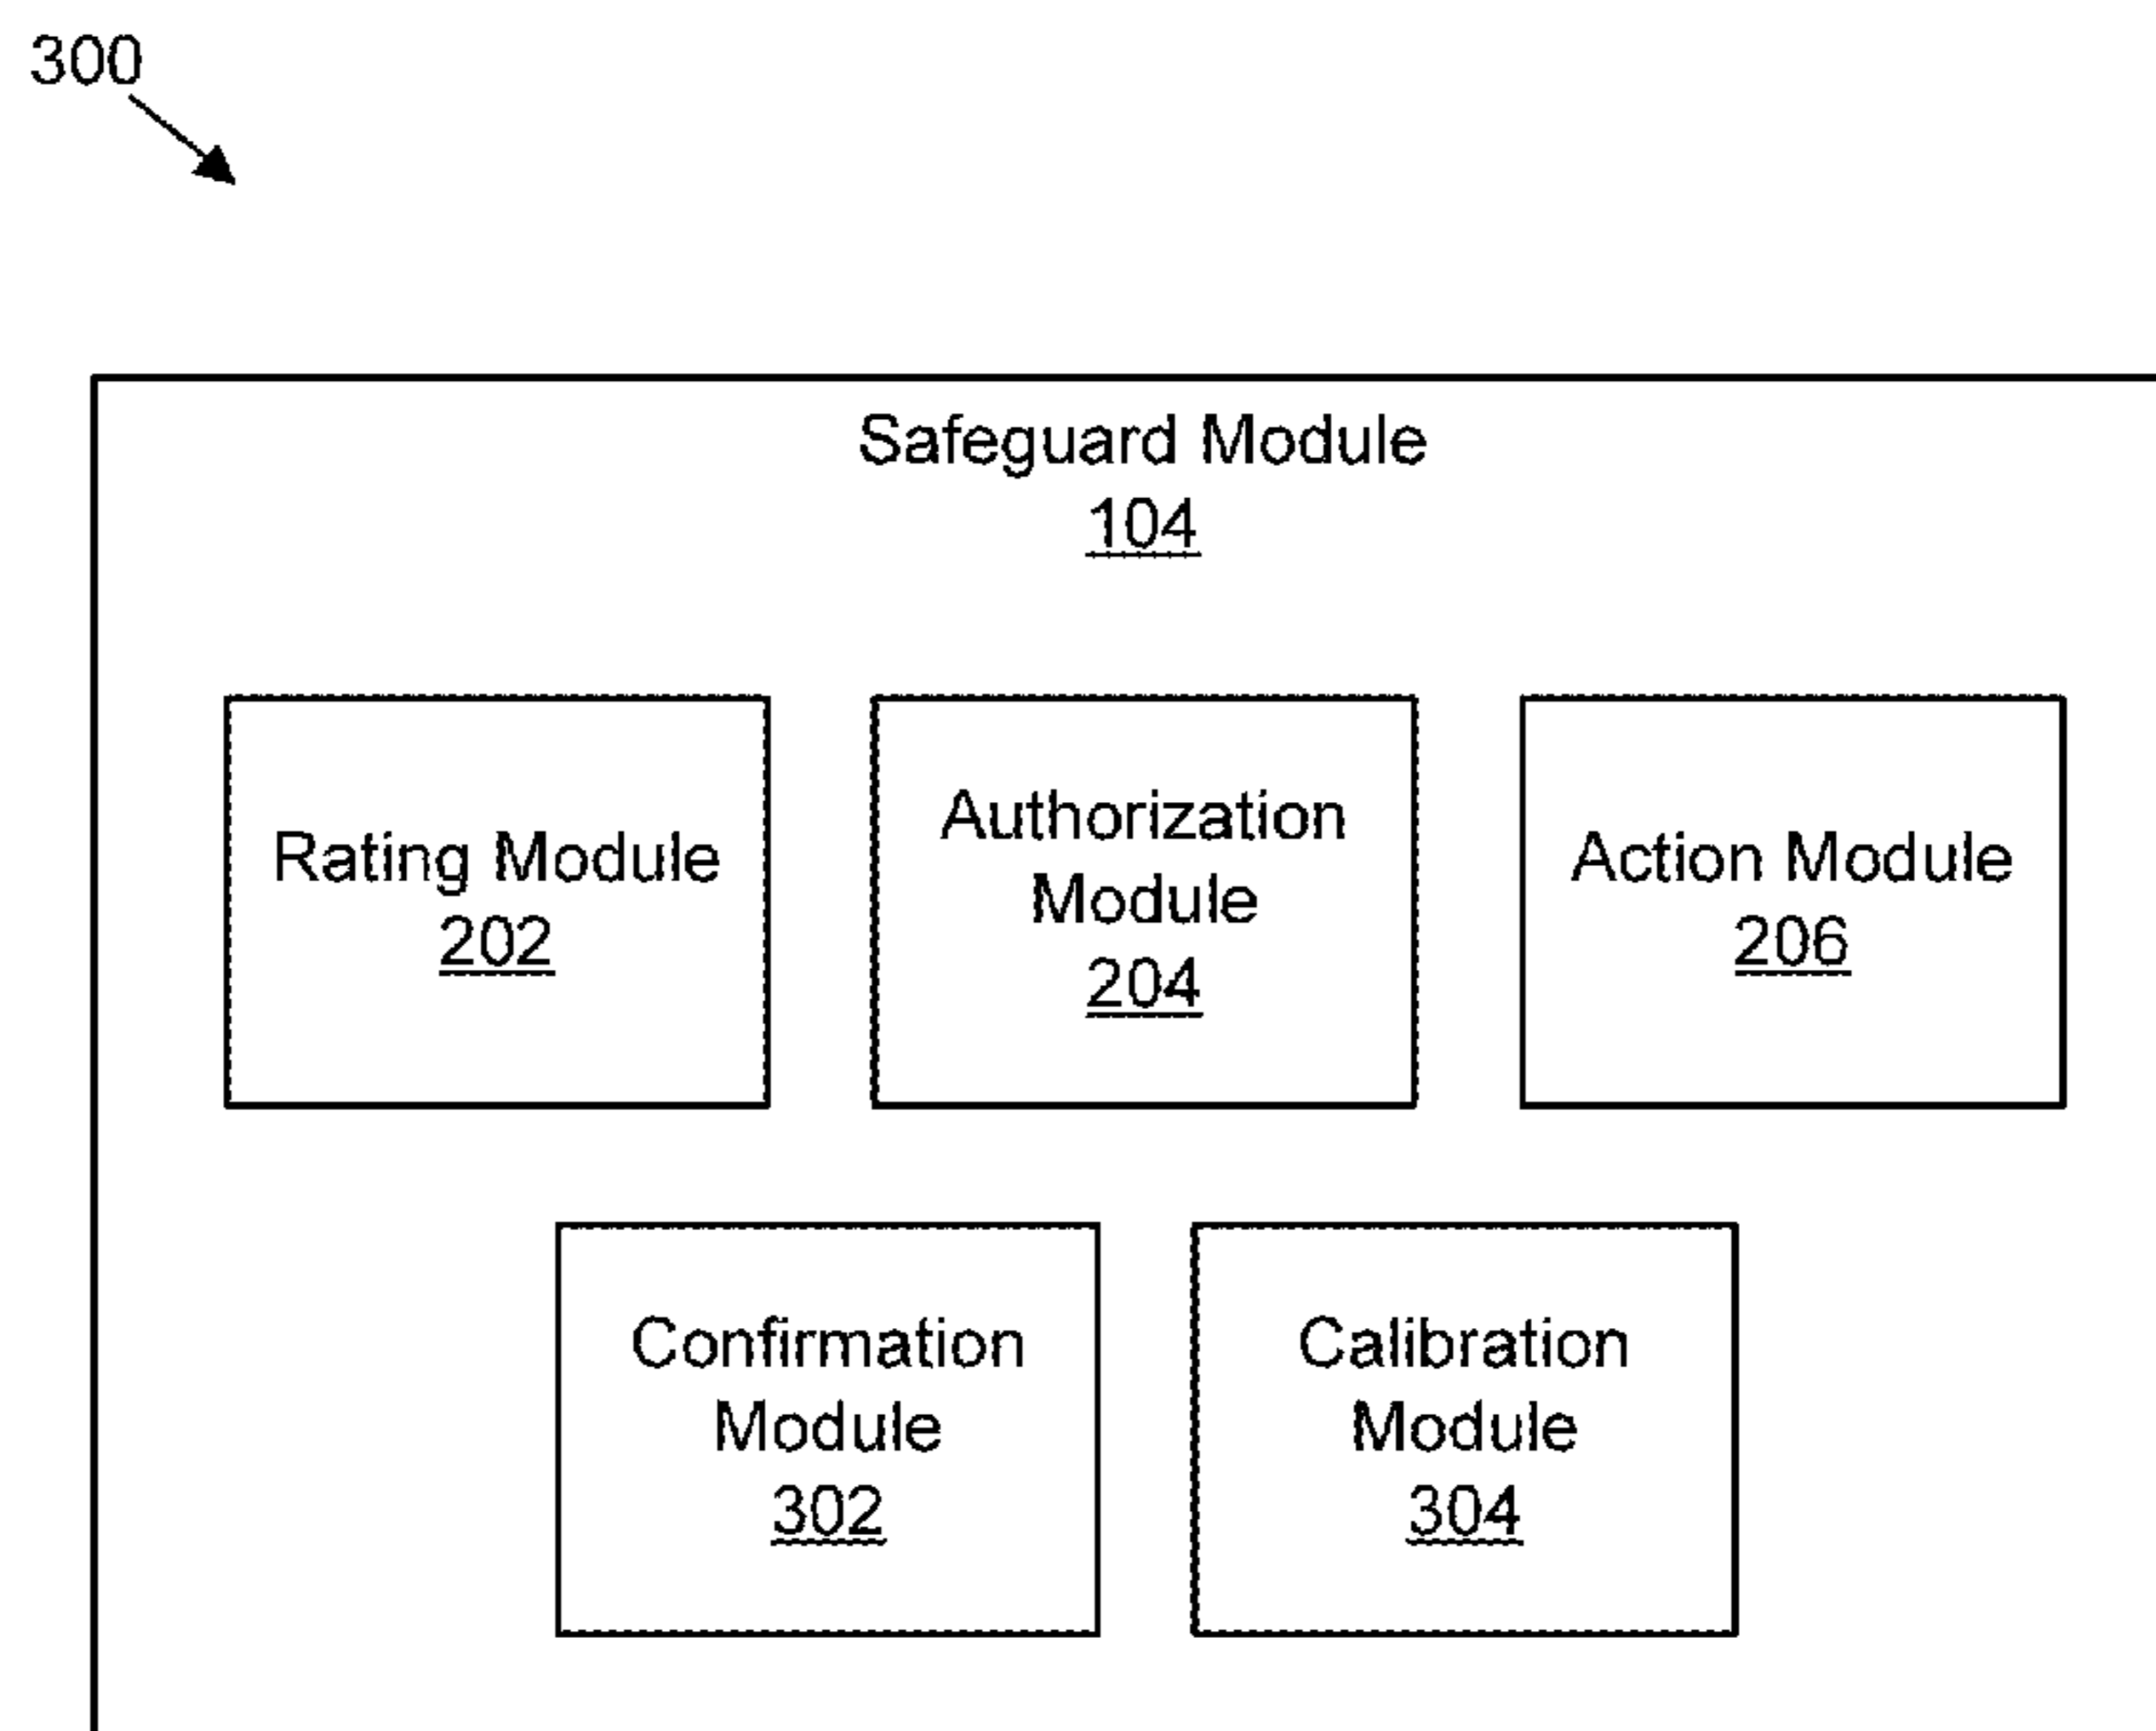 300
Safeguard Module
104
Rating Module
202
Authorization
Module
204
Action Module
206
Confirmation
Module
302
Calibration
Module
304